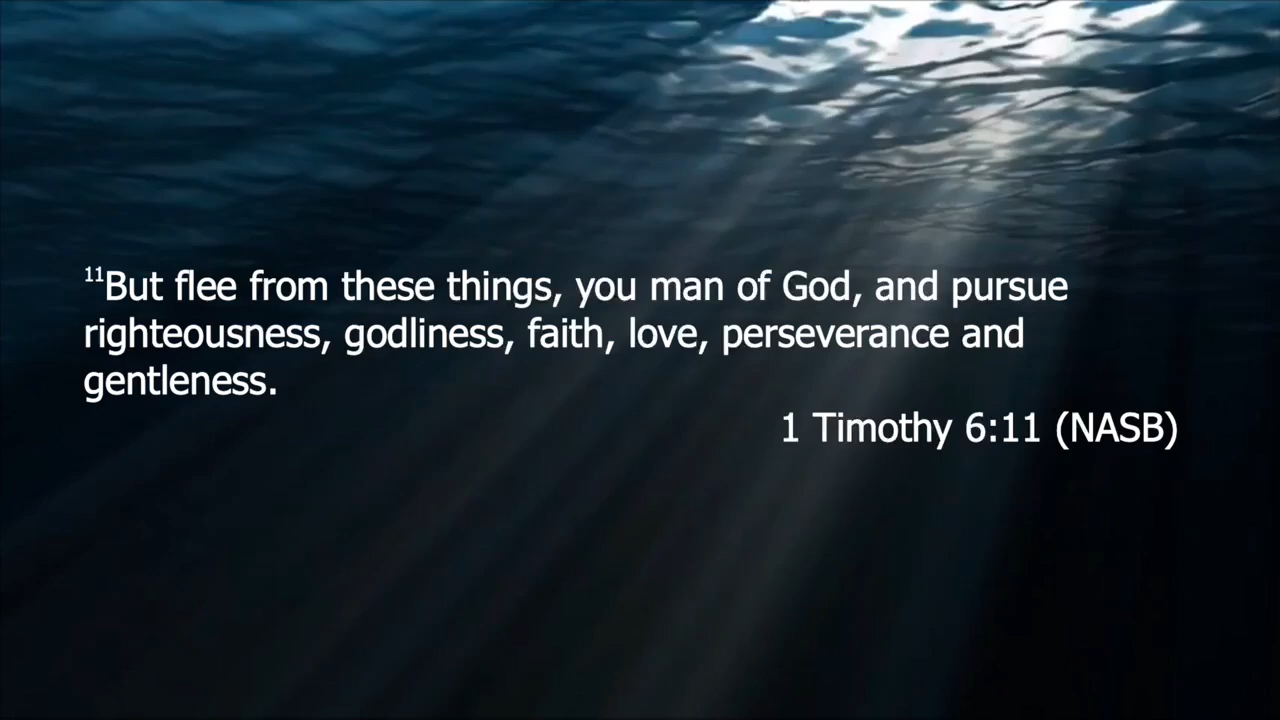 11But flee from these things, you man of God, and pursue
righteousness, godliness, faith, love, perseverance and
gentleness.
1 Timothy 6:11 (NASB)